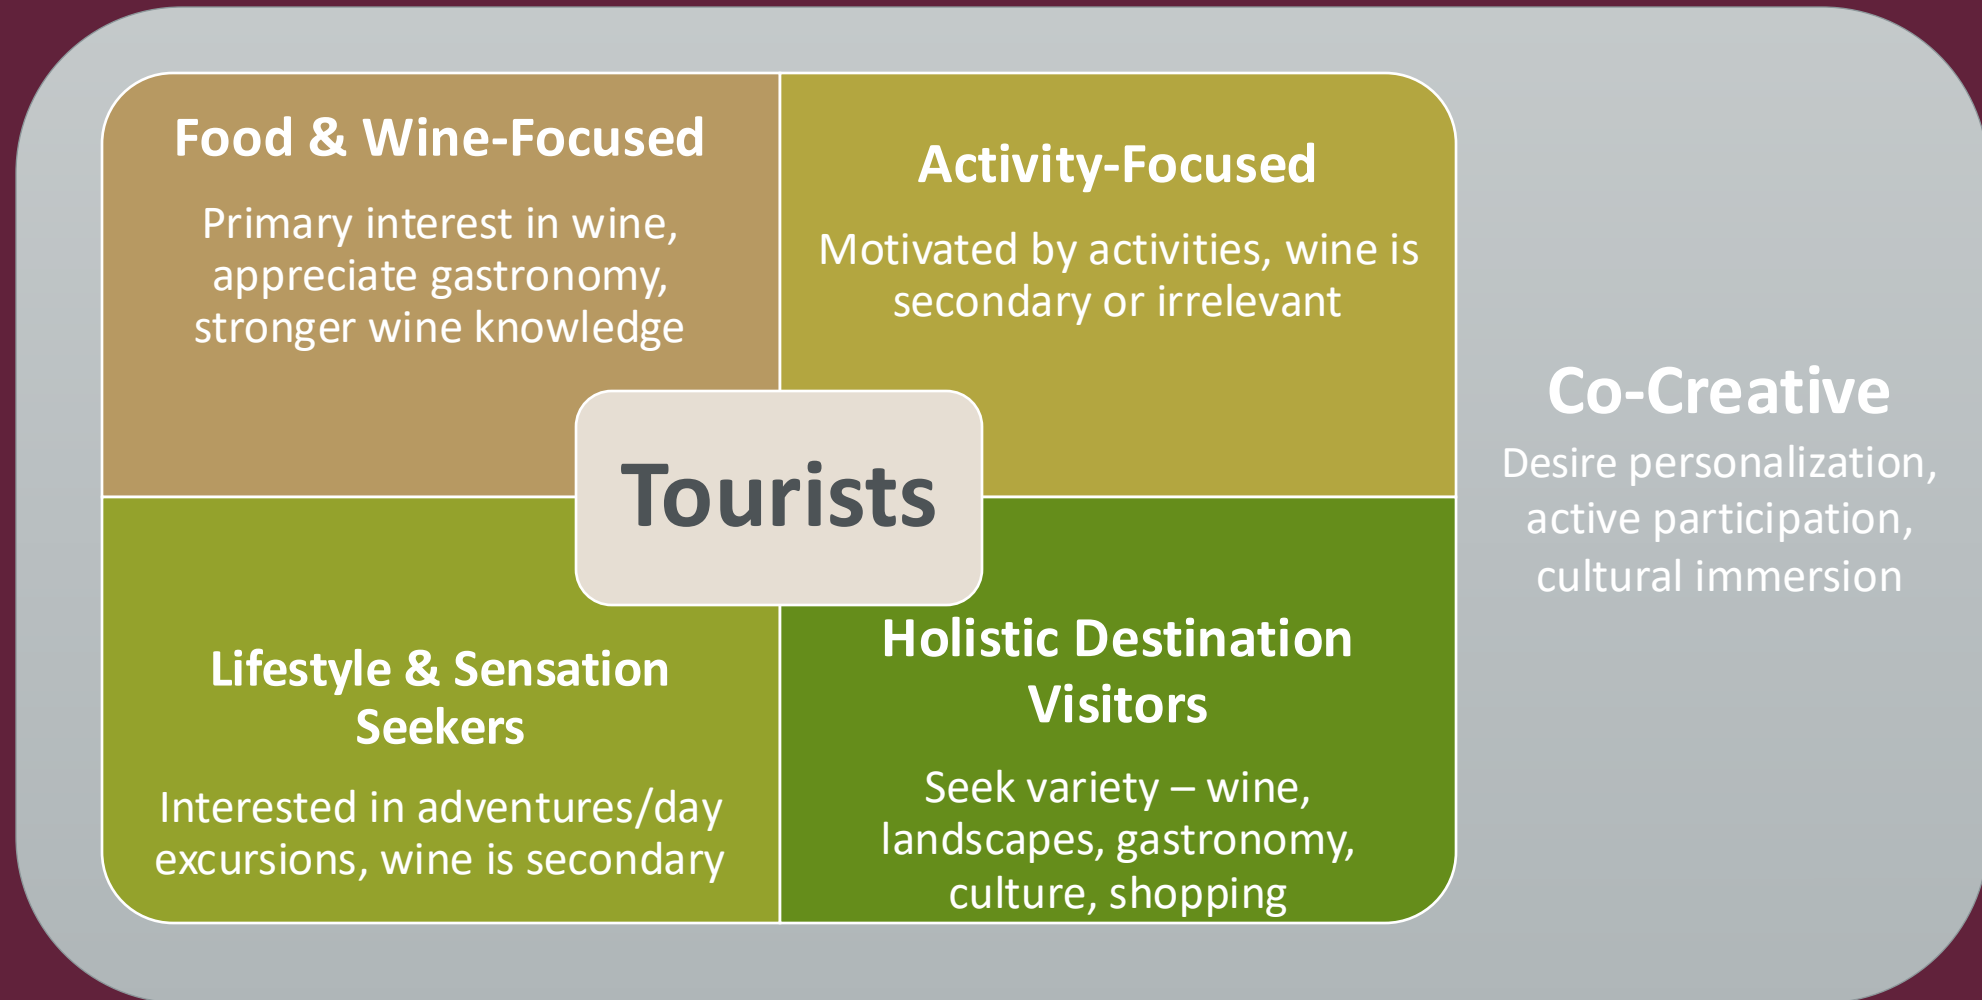 Food & Wine-Focused
Primary interest in wine,
appreciate gastronomy,
stronger wine knowledge
Activity-Focused
Motivated by activities, wine is
secondary or irrelevant
Tourists
Lifestyle & Sensation
Seekers
Interested in adventures/day
excursions, wine is secondary
Holistic Destination
Visitors
Seek variety – wine,
landscapes, gastronomy,
culture, shopping
Co-Creative
Desire personalization,
active participation,
cultural immersion